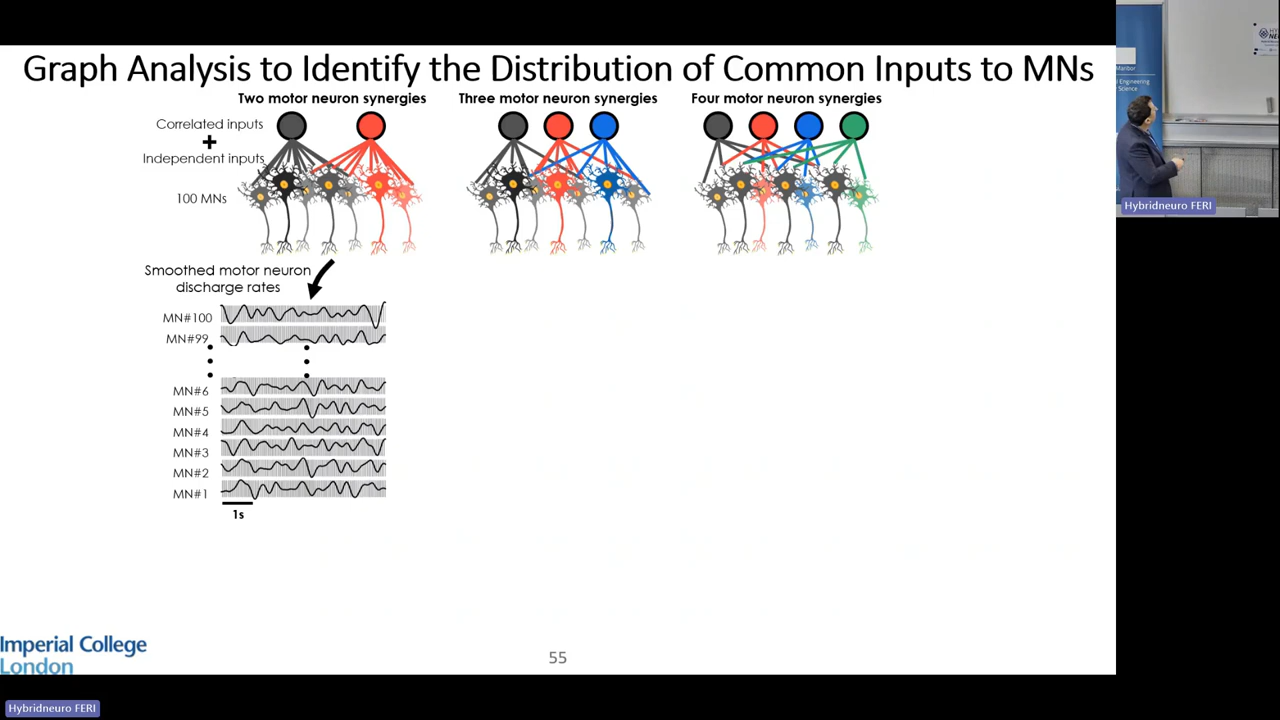 Graph Analysis to Identify the Distribution of Common Inputs to MNs
Two motor neuron synergies
Three motor neuron synergies
Four motor neuron synergies
Correlated inputs
+
Independent inputs
100 MNs
Smoothed motor neuron
discharge rates
MN#100
MN#99
MN#6
MN#5
MN#4
MN#3
MN#2
MN#1
1s
Imperial College
London
55
Hybridneuro FERI
Maribor
Hybridneuro FERI